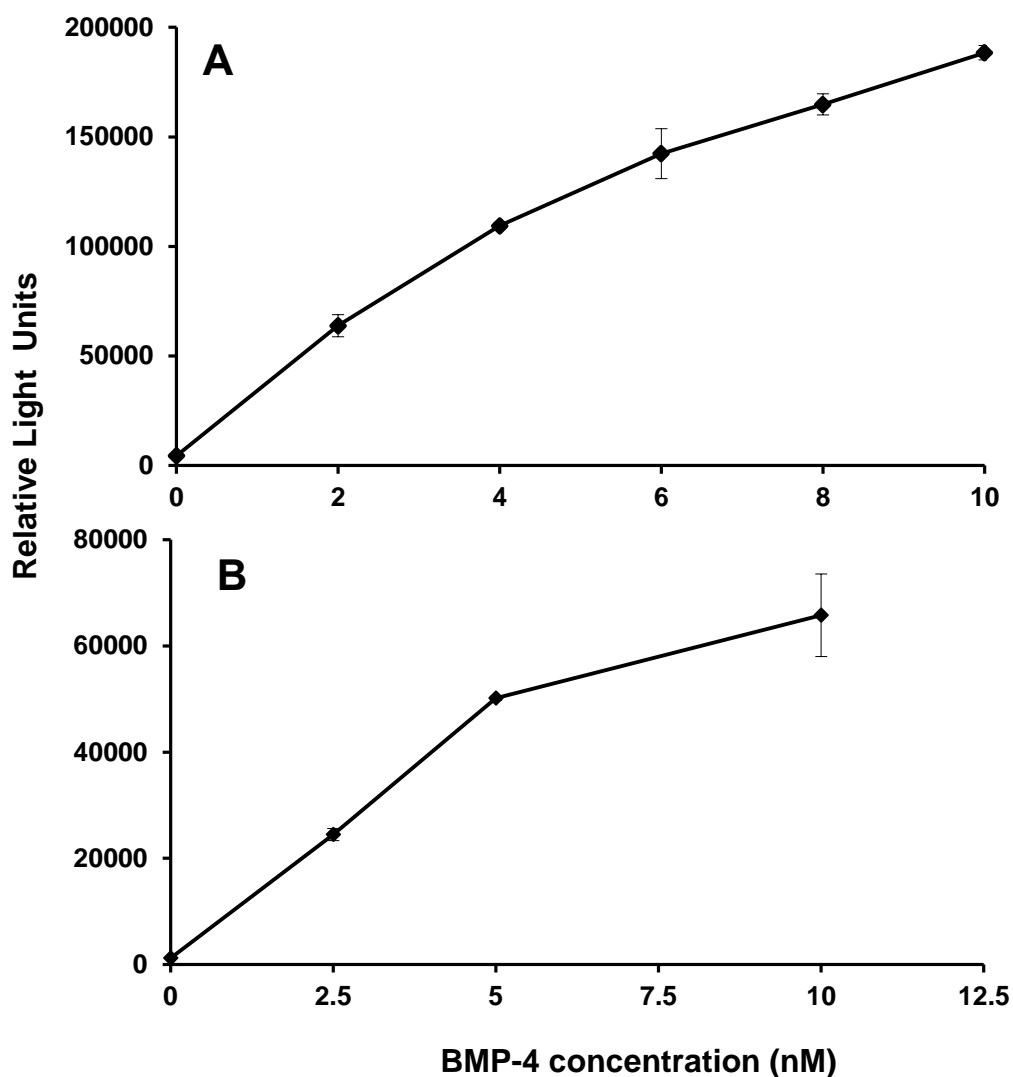 A
200000
150000
100000
50000
0
0 2 4 6 8 10
Relative Light Units
B
80000
60000
40000
20000
0
0 2.5 5 7.5 10 12.5
BMP-4 concentration (nM)